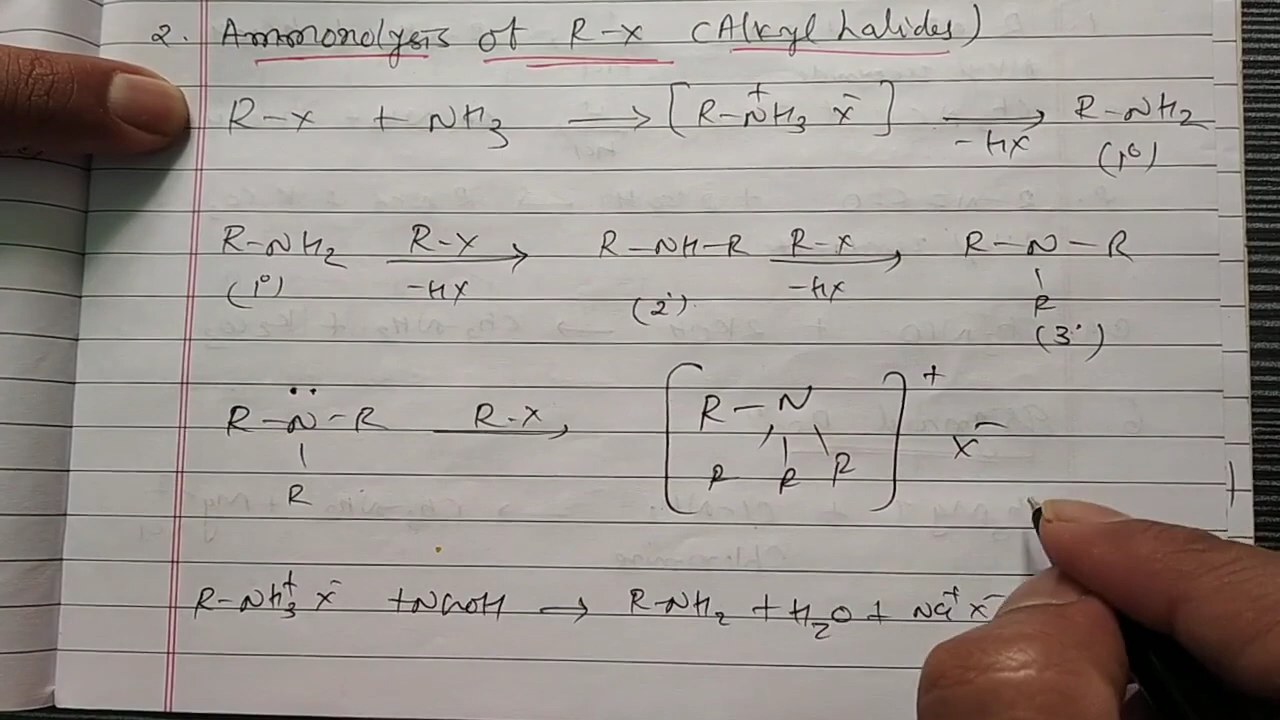 2. Ammonolysis of R-X (Alkyl halides)
R-X + NH3 ⟶ [R-N⁺H3 X⁻] ⟶ R-NH2
-HX
(1°)
R-NH2 R-X ⟶ R-NH-R R-X ⟶ R-N-R
(1°) -HX (2°). -HX R
(3°)
R-N̈-R R-X ⟶ [R-N R R R]⁺ X⁻
R
R-NH3⁺ X⁻ +NaOH ⟶ R-NH2 + H2O + Na⁺X⁻